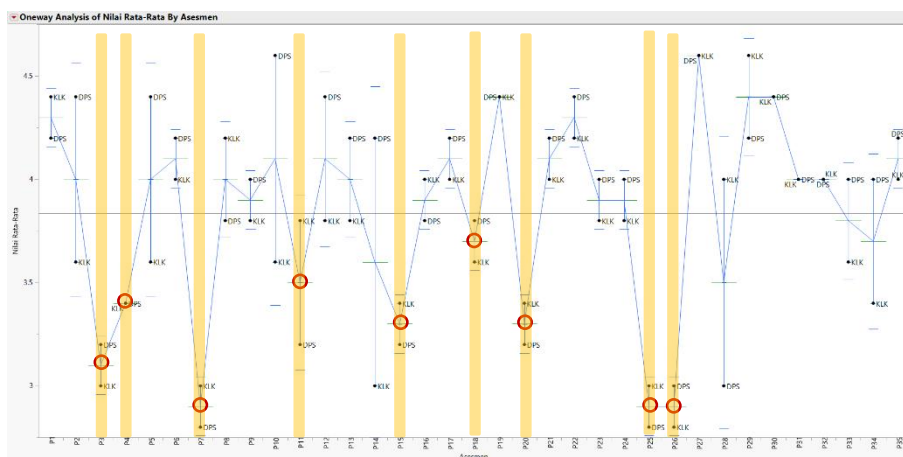 Oneway Analysis of Nilai Rata-Rata By Asesmen
Nilai Rata-Rata
4.5
4
3.5
3
KLK
DPS
DPS
KLK
DPS
KLK
KLK
DPS
DPS
KLK
DPS
KLK
KLK
DPS
KLK
DPS
DPS
KLK
DPS
KLK
KLK
DPS
DPS
KLK
DPS
KLK
DPS
KLK
KLK
DPS
KLK
DPS
DPS
KLK
DPS
KLK
DPS
KLK
KLK
DPS
DPS
KLK
DPS
KLK
DPS
KLK
DPS
KLK
KLK
DPS
DPS
KLK
KLK
DPS
KLK
DPS
KLK
DPS
KLK
DPS
KLK
DPS
KLK
DPS
DPS
KLK
DPS
KLK
DPS
KLK
P1 P2 P3 P4 P5 P6 P7 P8 P9 P10 P11 P12 P13 P14 P15 P16 P17 P18 P19 P20 P21 P22 P23 P24 P25 P26 P27 P28 P29 P30 P31 P32 P33 P34 P35
Asesmen